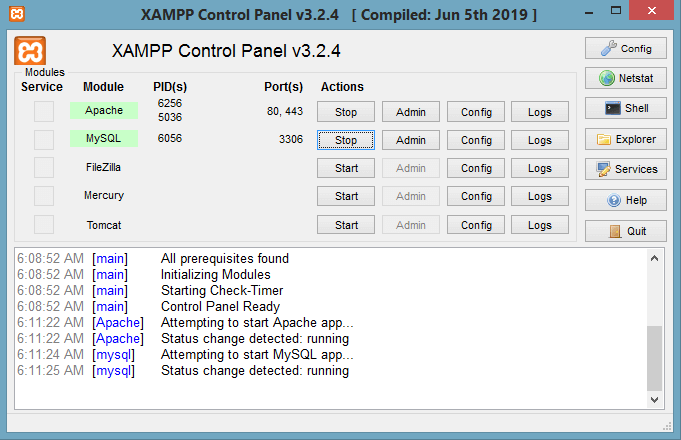 XAMPP Control Panel v3.2.4   [ Compiled: Jun 5th 2019 ]
XAMPP Control Panel v3.2.4
Config
Modules
Service Module PID(s) Port(s) Actions
Netstat
Apache 6256 5036 80, 443 Stop Admin Config Logs
Shell
MySQL 6056 3306 Stop Admin Config Logs
Explorer
FileZilla Start Admin Config Logs
Services
Mercury Start Admin Config Logs
Help
Tomcat Start Admin Config Logs
Quit
6:08:52 AM [main] All prerequisites found
6:08:52 AM [main] Initializing Modules
6:08:52 AM [main] Starting Check-Timer
6:08:52 AM [main] Control Panel Ready
6:11:22 AM [Apache] Attempting to start Apache app...
6:11:22 AM [Apache] Status change detected: running
6:11:24 AM [mysql] Attempting to start MySQL app...
6:11:25 AM [mysql] Status change detected: running